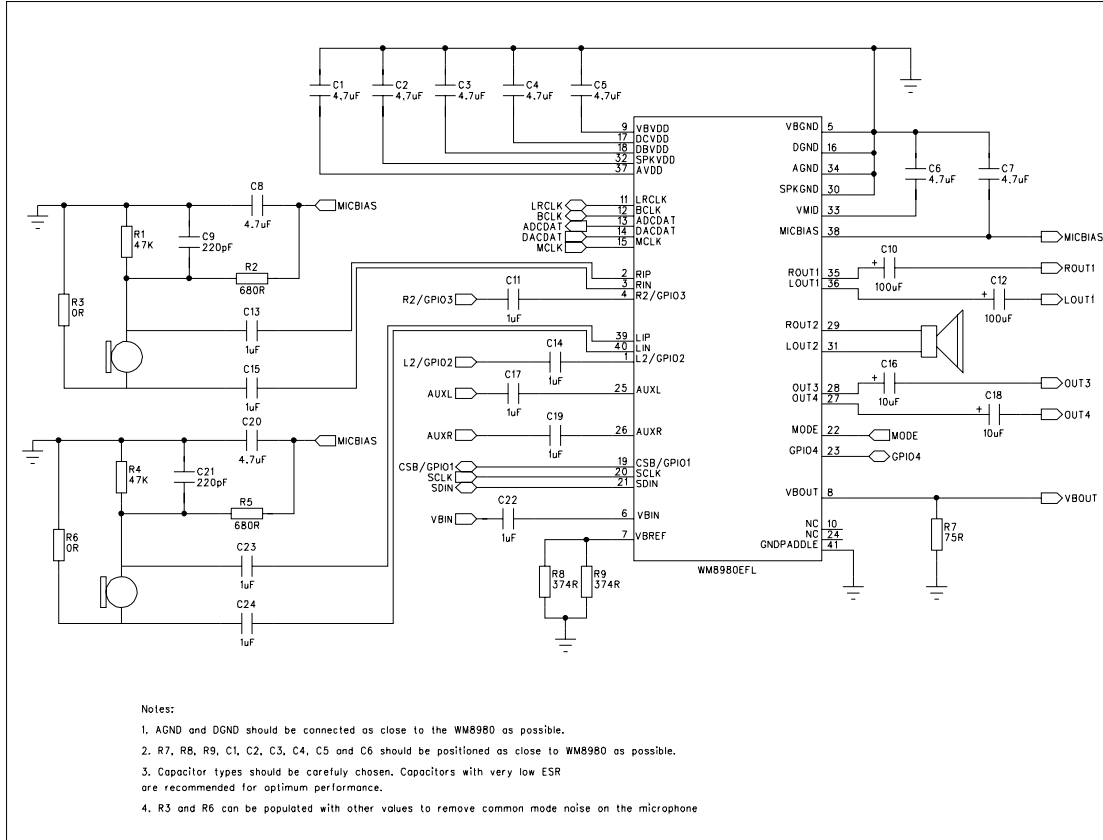 C1
4.7uF
C2
4.7uF
C3
4.7uF
C4
4.7uF
C5
4.7uF
9 VBVDD
17 DCVDD
18 DBVDD
32 SPKVDD
37 AVDD
VBGND 5
DGND 16
AGND 34
SPKGND 30
VMID 33
MICBIAS 38
C6
4.7uF
C7
4.7uF
MICBIAS
C8
4.7uF
MICBIAS
R1
47K
C9
220pF
R2
680R
R3
0R
C13
1uF
C15
1uF
LRCLK 11 LRCLK
BCLK 12 BCLK
ADCDAT 13 ADCDAT
DACDAT 14 DACDAT
MCLK 15 MCLK
2 RIP
3 RIN
R2/GPIO3 C11 4 R2/GPIO3
1uF
39 LIP
40 LIN
L2/GPIO2 C14 1 L2/GPIO2
1uF
AUXL C17 25 AUXL
1uF
AUXR C19 26 AUXR
1uF
CSB/GPIO1 19 CSB/GPIO1
SCLK 20 SCLK
SDIN 21 SDIN
VBIN C22 6 VBIN
1uF
7 VBREF
R8
374R
R9
374R
ROUT1 35
LOUT1 36
+ C10
100uF
ROUT1
+ C12
100uF
LOUT1
ROUT2 29
LOUT2 31
OUT3 28
OUT4 27
+ C16
10uF
OUT3
+ C18
10uF
OUT4
MODE 22 MODE
GPIO4 23 GPIO4
VBOUT 8 VBOUT
R7
75R
NC 10
NC 24
GNDPADDLE 41
WM8980EFL
C20
4.7uF
MICBIAS
R4
47K
C21
220pF
R5
680R
R6
0R
C23
1uF
C24
1uF
Notes:
1. AGND and DGND should be connected as close to the WM8980 as possible.
2. R7, R8, R9, C1, C2, C3, C4, C5 and C6 should be positioned as close to WM8980 as possible.
3. Capacitor types should be carefuly chosen. Capacitors with very low ESR
are recommended for optimum performance.
4. R3 and R6 can be populated with other values to remove common mode noise on the microphone